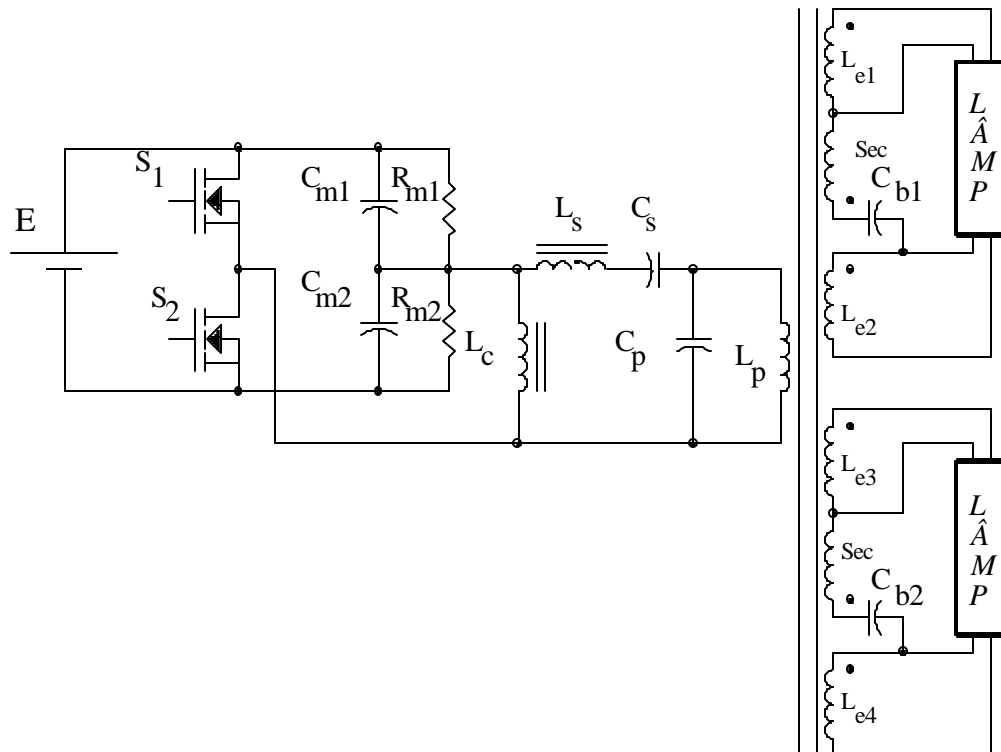 E
S1
S2
Cm1
Rm1
Cm2
Rm2
Lc
Ls
Cs
Cp
Lp
Le1
Sec
Cb1
Le2
LÂMP
Le3
Sec
Cb2
Le4
LÂMP